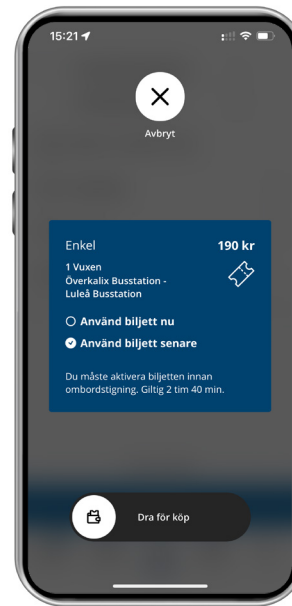 15:21
Avbryt
Enkel 190 kr
1 Vuxen
Överkalix Busstation -
Luleå Busstation
Använd biljett nu
Använd biljett senare
Du måste aktivera biljetten innan
ombordstigning. Giltig 2 tim 40
min.
Dra för köp